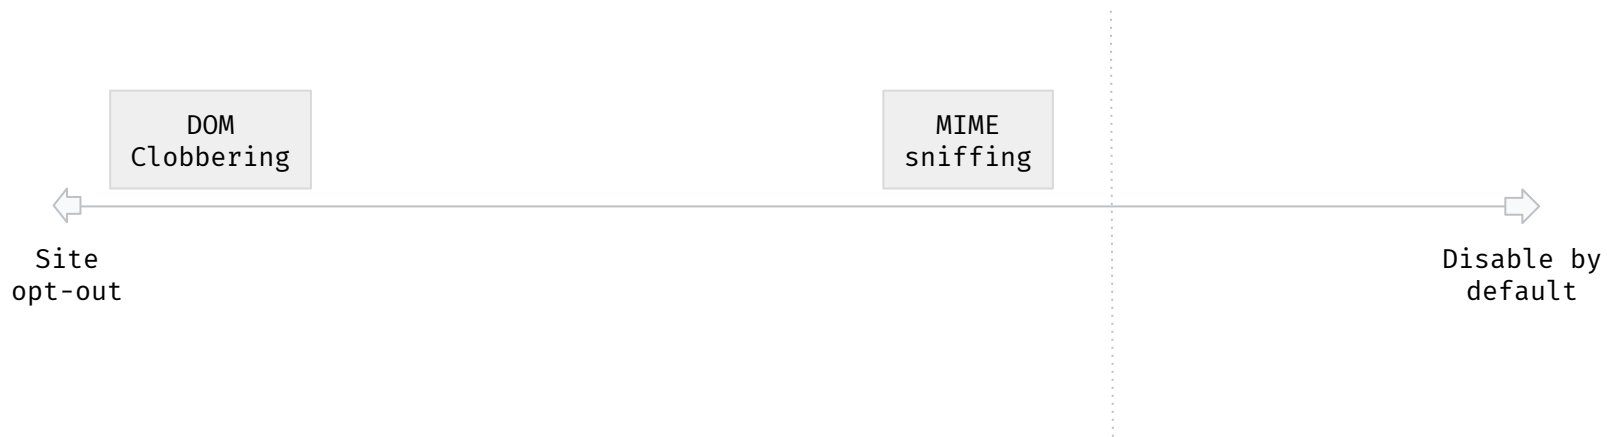 DOM
Clobbering
MIME
sniffing
Site
opt-out
Disable by
default